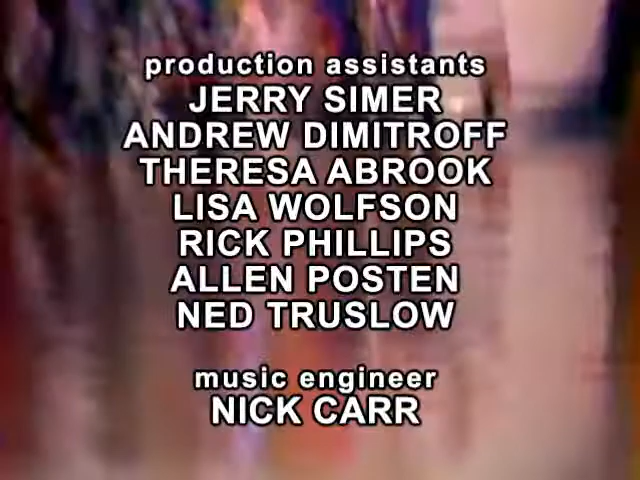 production assistants
JERRY SIMER
ANDREW DIMITROFF
THERESA ABROOK
LISA WOLFSON
RICK PHILLIPS
ALLEN POSTEN
NED TRUSLOW
music engineer
NICK CARR